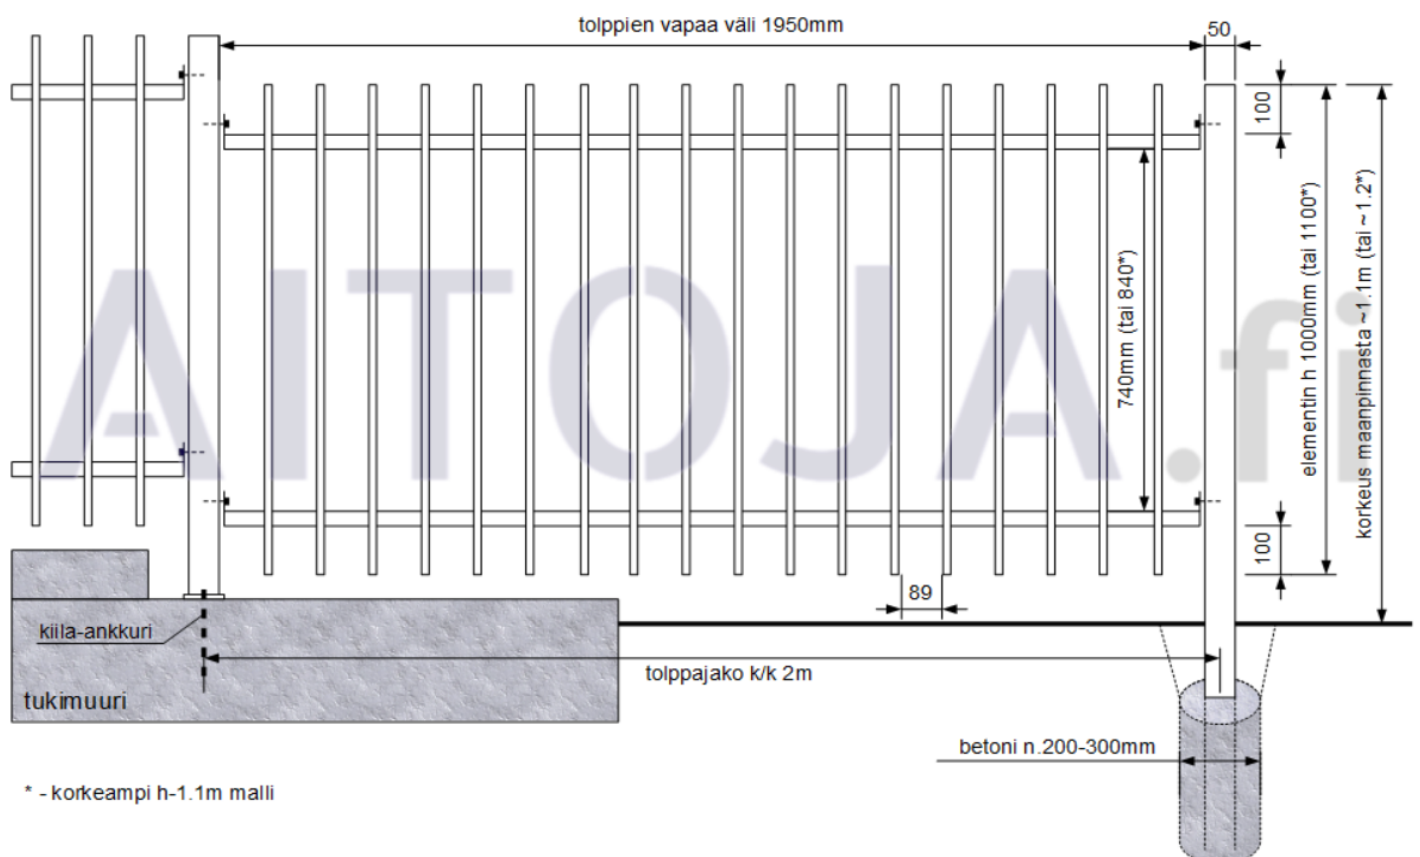 tolppien vapaa väli 1950mm
50
100
elementin h 1000mm (tai 1100*)
korkeus maanpinnasta ~1.1m (tai ~1.2*)
740mm (tai 840*)
AITOJA.fi
100
89
kiila-ankkuri
tolppajako k/k 2m
tukimuuri
betoni n.200-300mm
* - korkeampi h-1.1m malli